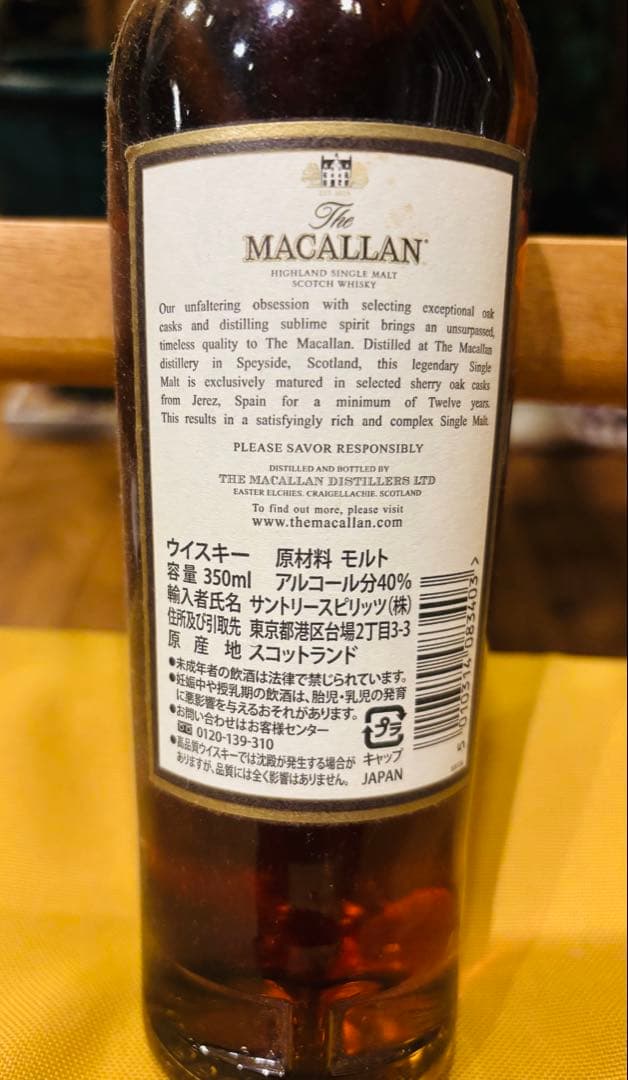 The
MACALLAN
HIGHLAND SINGLE MALT
SCOTCH WHISKY
Our unfaltering obsession with selecting exceptional oak
casks and distilling sublime spirit brings an unsurpassed,
timeless quality to The Macallan. Distilled at The Macallan
distillery in Speyside, Scotland, this legendary Single
Malt is exclusively matured in selected sherry oak casks
from Jerez, Spain for a minimum of Twelve years.
This results in a satisfyingly rich and complex Single Malt.
PLEASE SAVOR RESPONSIBLY
DISTILLED AND BOTTLED BY
THE MACALLAN DISTILLERS LTD
EASTER ELCHIES, CRAIGELLACHIE, SCOTLAND
To find out more, please visit
www.themacallan.com
ウイスキー 原材料 モルト
容量 350ml アルコール分40%
輸入者氏名 サントリースピリッツ(株)
住所及び引取先 東京都港区台場2丁目3-3
原産地 スコットランド
●未成年者の飲酒は法律で禁じられています。
●妊娠中や授乳期の飲酒は、胎児・乳児の発育
に悪影響を与えるおそれがあります。
●お問い合わせはお客様センター
0120-139-310
●高品質ウイスキーでは沈殿が発生する場合が
ありますが、品質には全く影響はありません。
プラ
キャップ
JAPAN
5 010314 083403 >